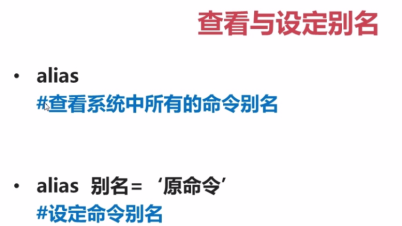 查看与设定别名
• alias
#查看系统中所有的命令别名
• alias 别名= ‘原命令’
#设定命令别名